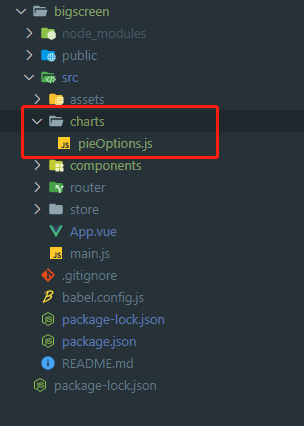 bigscreen
node_modules
public
src
assets
charts
JS pieOptions.js
components
router
store
App.vue
JS main.js
.gitignore
babel.config.js
package-lock.json
package.json
README.md
package-lock.json